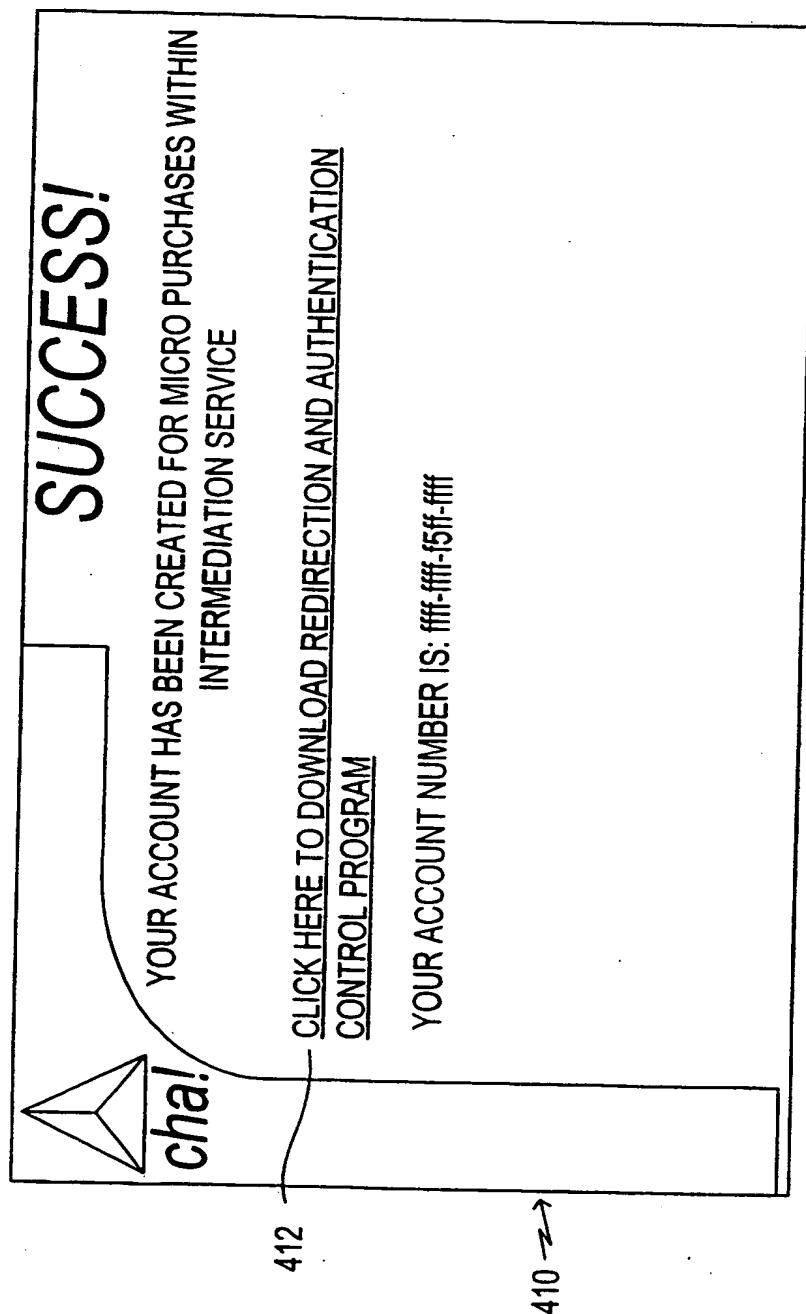 cha!
SUCCESS!
YOUR ACCOUNT HAS BEEN CREATED FOR MICRO PURCHASES WITHIN
INTERMEDIATION SERVICE
412
CLICK HERE TO DOWNLOAD REDIRECTION AND AUTHENTICATION
CONTROL PROGRAM
YOUR ACCOUNT NUMBER IS: ffff-ffff-f5ff-ffff
410